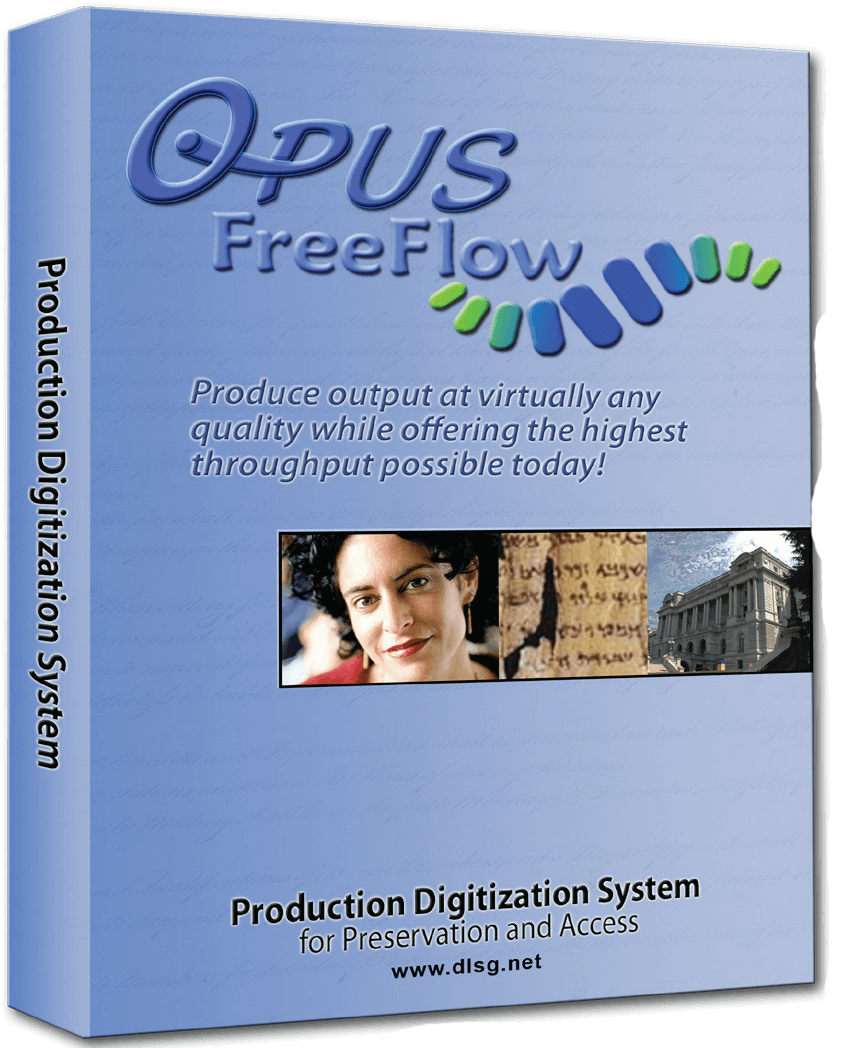 Production Digitization System
OPUS
FreeFlow
Produce output at virtually any
quality while offering the highest
throughput possible today!
Production Digitization System
for Preservation and Access
www.dlsg.net